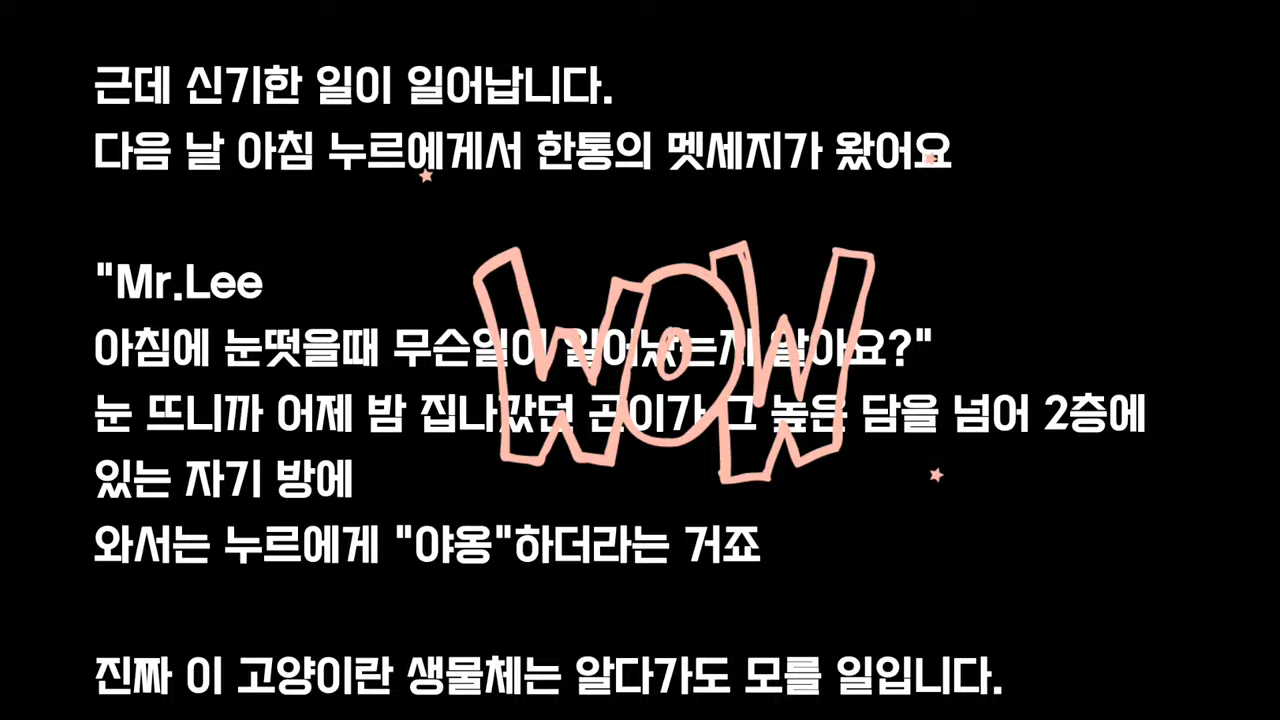 근데 신기한 일이 일어납니다.
다음 날 아침 누르에게서 한통의 멧세지가 왔어요
"Mr.Lee
아침에 눈떳을때 무슨일이 일어났는지 알아요?"
WOW
눈 뜨니까 어제 밤 집나갔던 곤이가 그 높은 담을 넘어 2층에
있는 자기 방에
와서는 누르에게 "야옹"하더라는 거죠
진짜 이 고양이란 생물체는 알다가도 모를 일입니다.